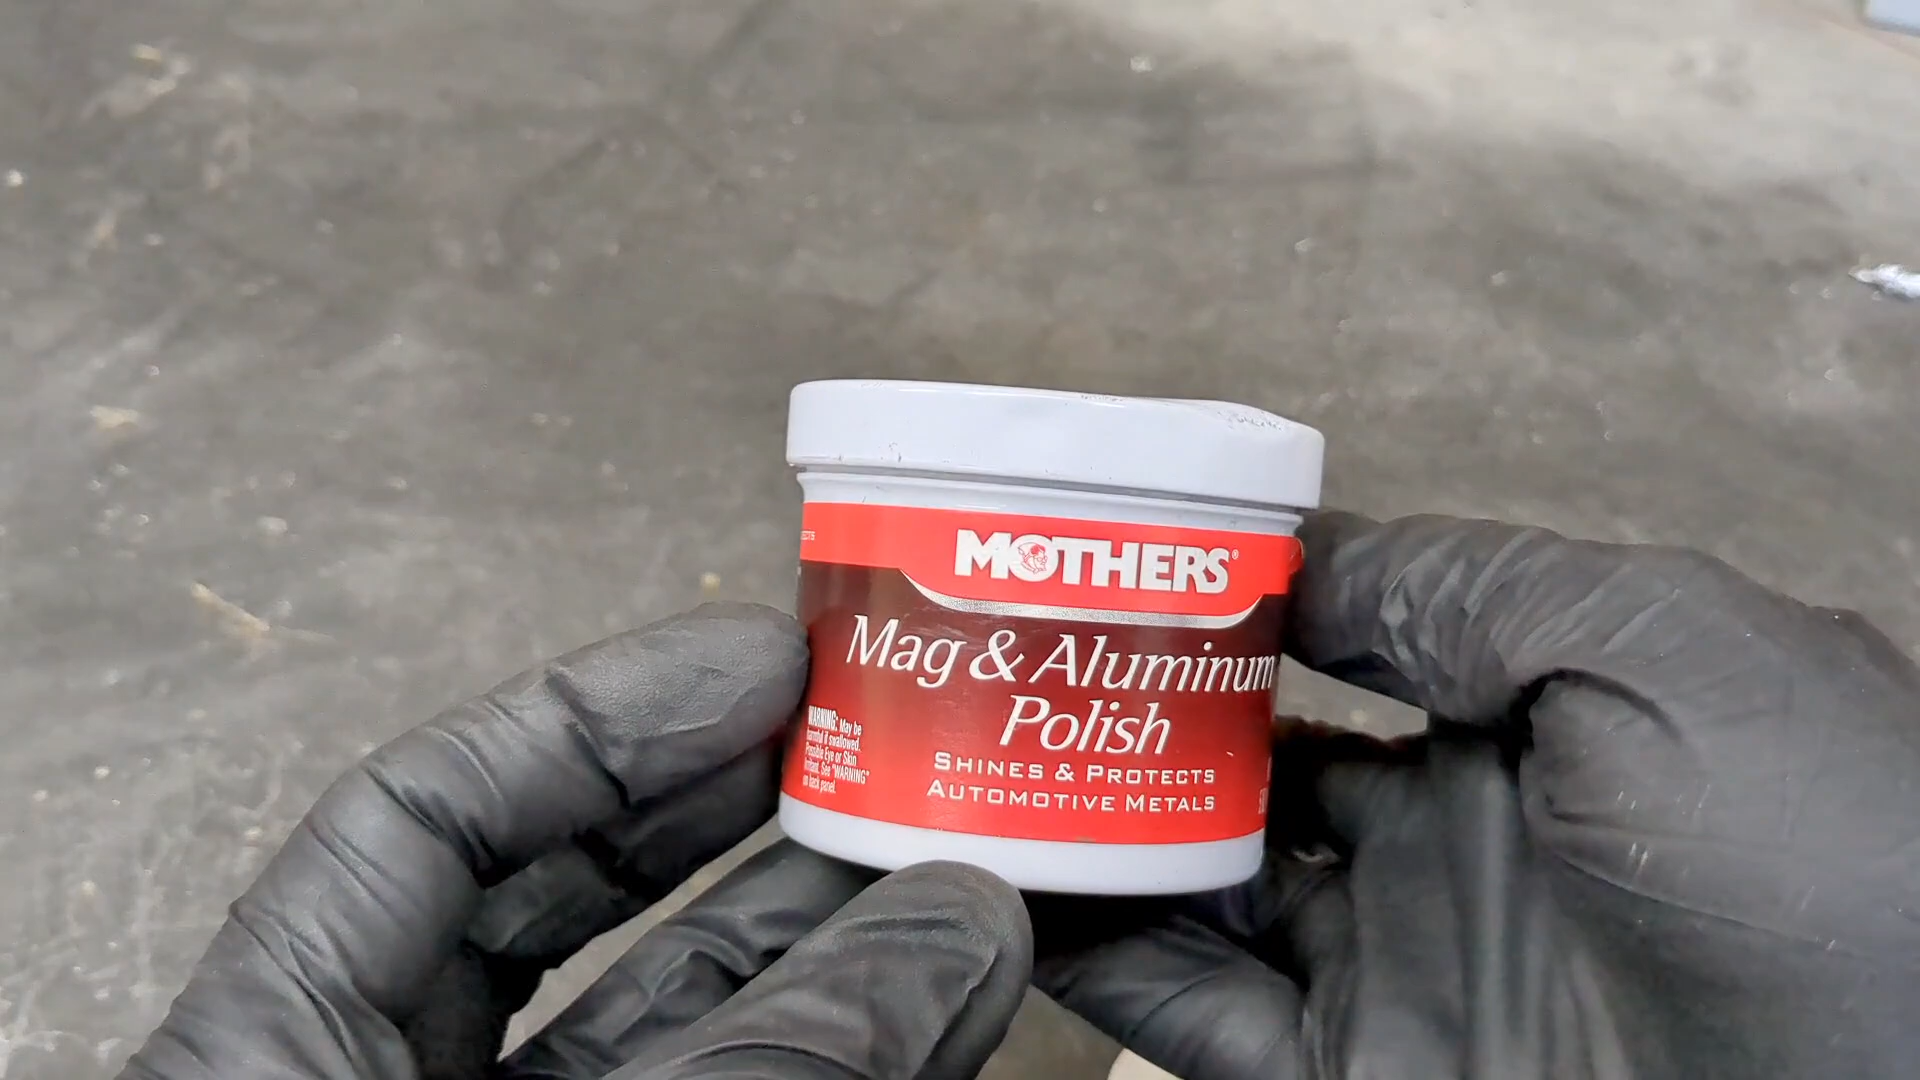 MOTHERS®
Mag & Aluminum
Polish
SHINES & PROTECTS
AUTOMOTIVE METALS
WARNING: May be
harmful if swallowed.
Possible Eye or Skin
Irritant. See "WARNING"
on back panel.